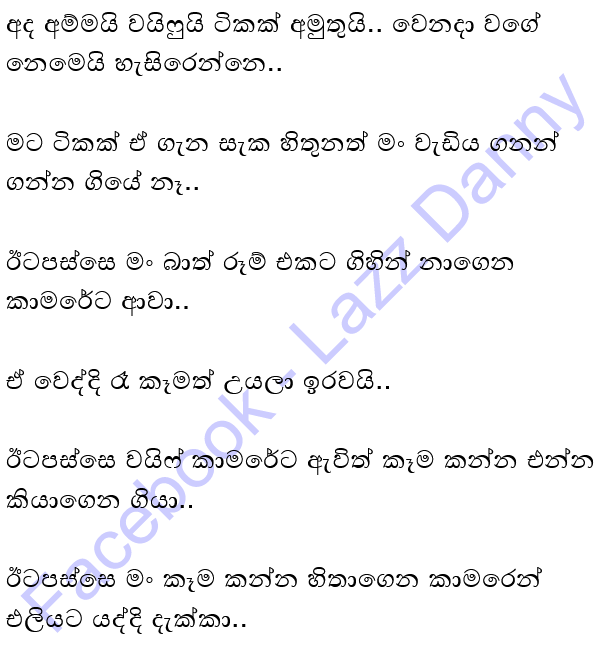 අද අම්මයි වයිෆුයි ටිකක් අමුතුයි.. වෙනදා වගේ
නෙමෙයි හැසිරෙන්නෙ..
මට ටිකක් ඒ ගැන සැක හිතුනත් මං වැඩිය ගනන්
ගන්න ගියේ නෑ..
ඊටපස්සෙ මං බාත් රූම් එකට ගිහින් නාගෙන
කාමරේට ආවා..
ඒ වෙද්දි රෑ කෑමත් උයලා ඉරවයි..
ඊටපස්සෙ වයිෆ් කාමරේට ඇවිත් කෑම කන්න එන්න
කියාගෙන ගියා..
ඊටපස්සෙ මං කෑම කන්න හිතාගෙන කාමරෙන්
එලියට යද්දි දැක්කා..
Facebook - Lazz Danny